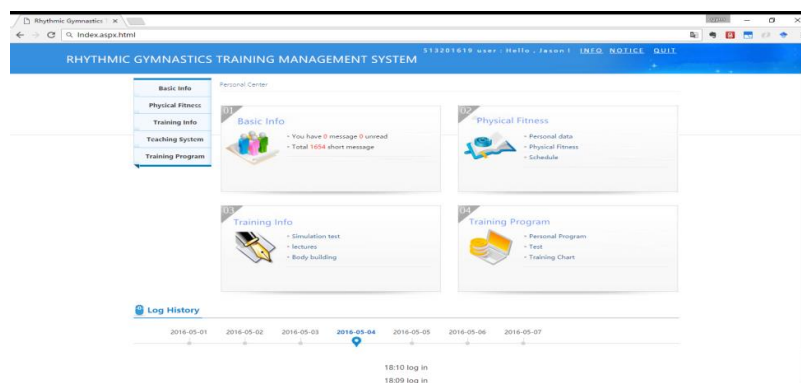 Rhythmic Gymnastics
Index.aspx.html
513201619 user : Hello , Jason ! INFO NOTICE QUIT
RHYTHMIC GYMNASTICS TRAINING MANAGEMENT SYSTEM
Basic Info
Physical Fitness
Training Info
Teaching System
Training Program
Personal Center
01
Basic Info
You have 0 message 0 unread
Total 1654 short message
02
Physical Fitness
Personal data
Physical Fitness
Schedule
03
Training Info
Simulation test
lectures
Body building
04
Training Program
Personal Program
Test
Training Chart
Log History
2016-05-01 2016-05-02 2016-05-03 2016-05-04 2016-05-05 2016-05-06 2016-05-07
18:10 log in
18:09 log in